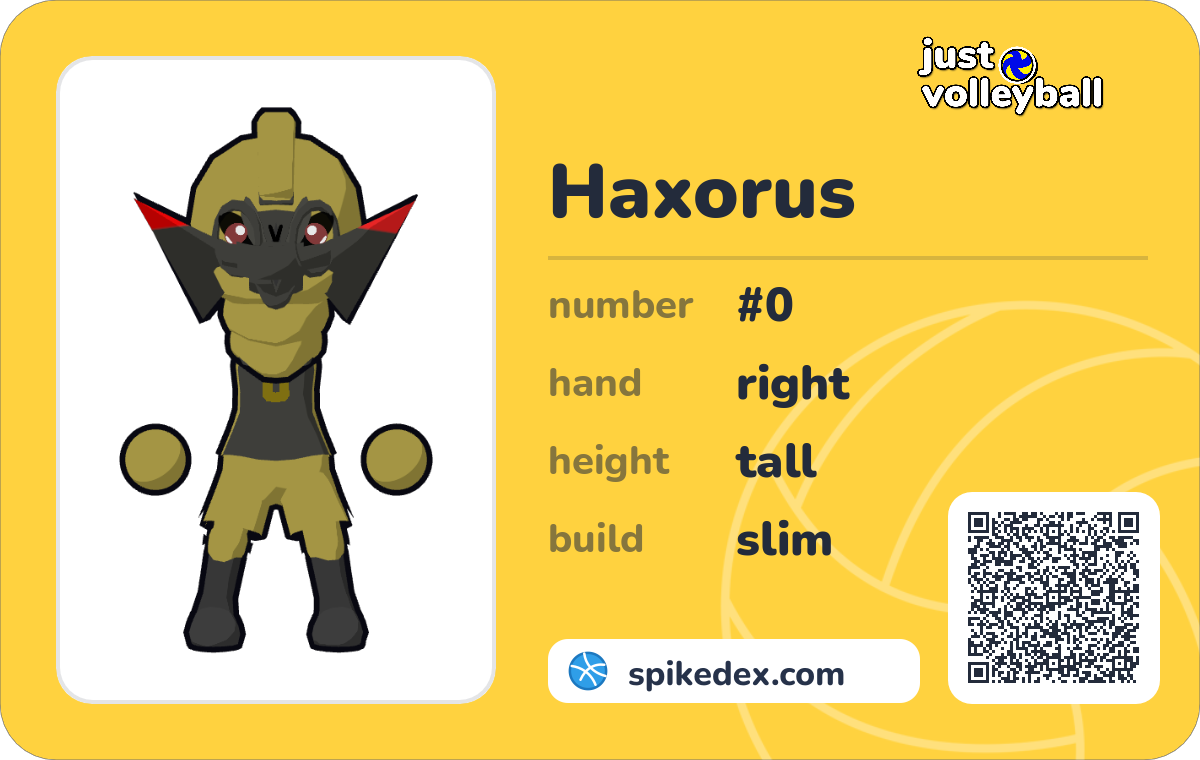 just
volleyball
Haxorus
number #0
hand right
height tall
build slim
spikedex.com
V